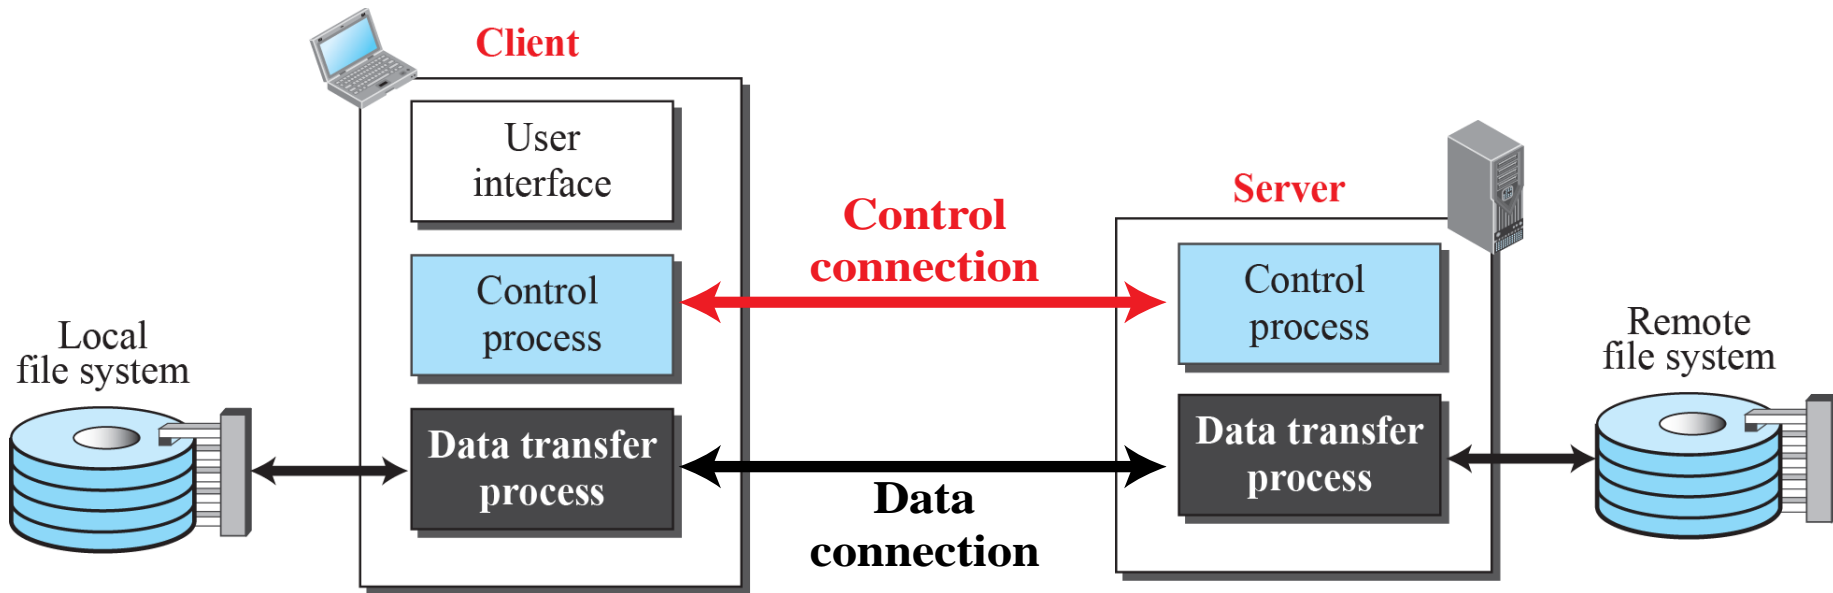 Client
User
interface
Control
process
Data transfer
process
Local
file system
Control
connection
Data
connection
Server
Control
process
Data transfer
process
Remote
file system